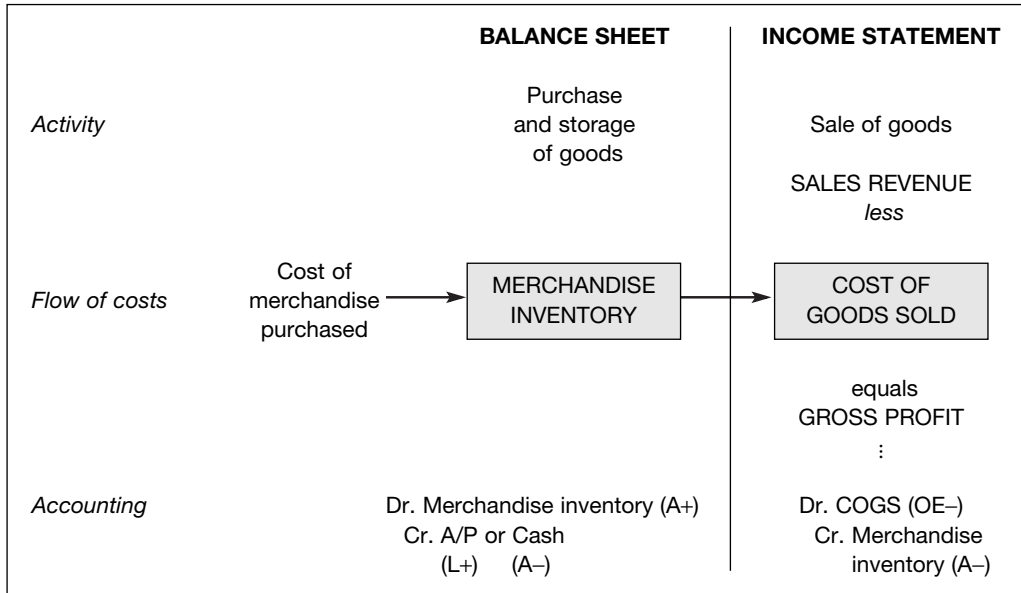 BALANCE SHEET
INCOME STATEMENT
Activity
Purchase
and storage
of goods
Sale of goods
SALES REVENUE
less
Flow of costs
Cost of
merchandise
purchased
MERCHANDISE
INVENTORY
COST OF
GOODS SOLD
equals
GROSS PROFIT
⋮
Accounting
Dr. Merchandise inventory (A+)
Cr. A/P or Cash
(L+) (A–)
Dr. COGS (OE–)
Cr. Merchandise
inventory (A–)